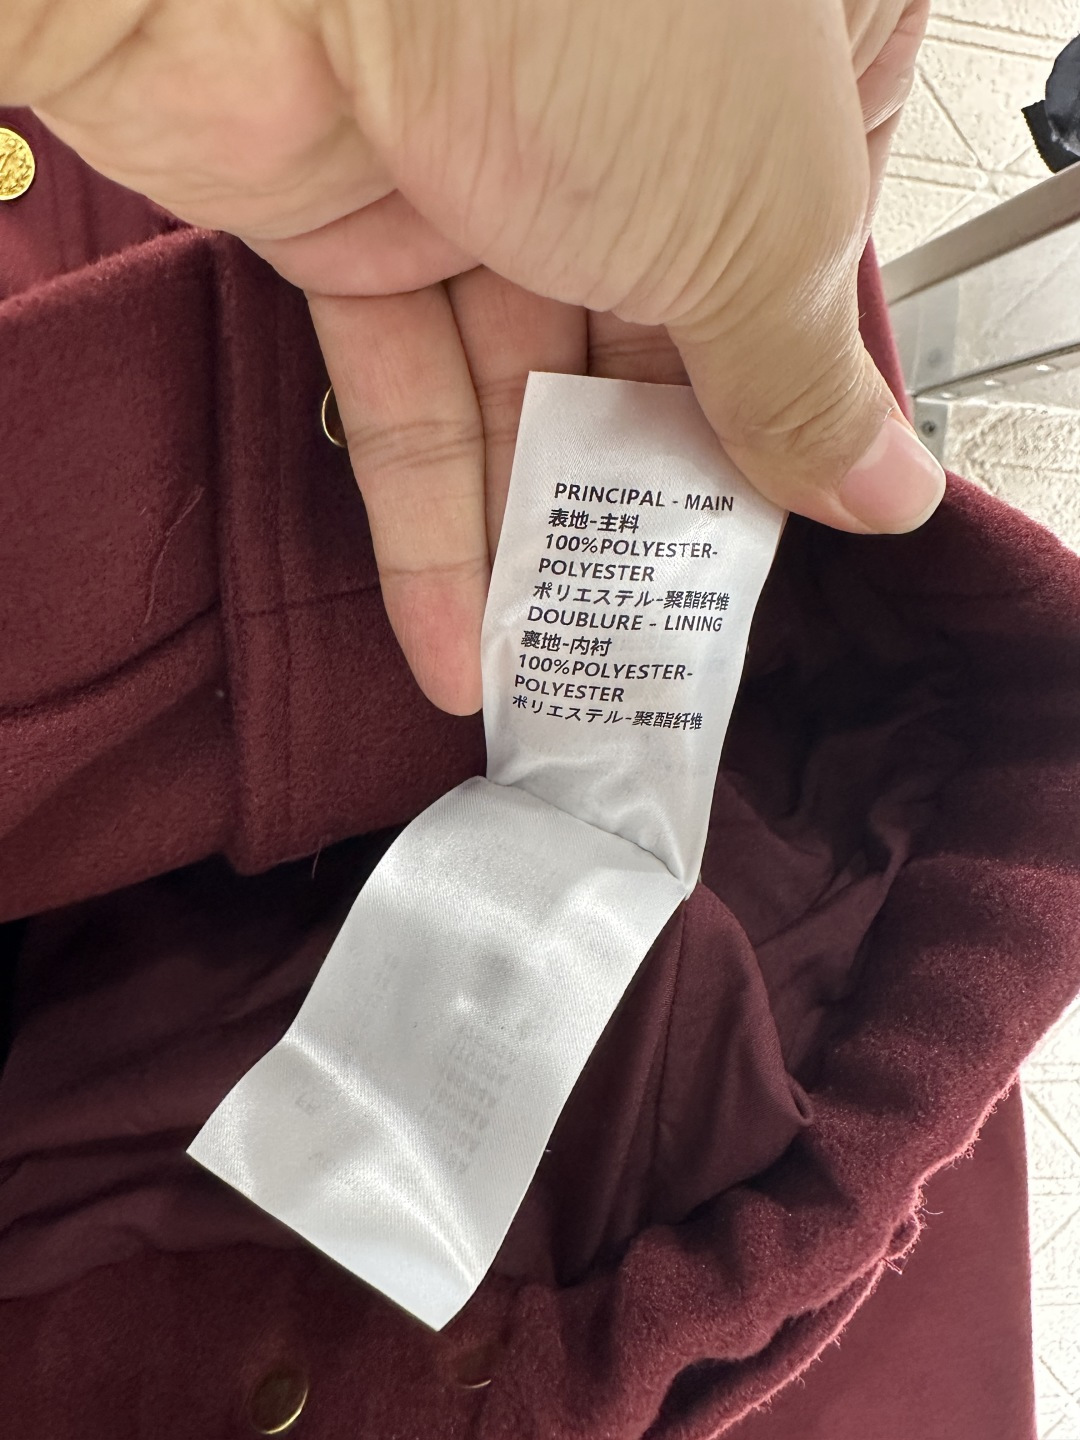 PRINCIPAL - MAIN
表地-主料
100%POLYESTER-
POLYESTER
ポリエステル-聚酯纤维
DOUBLURE - LINING
裏地-内衬
100%POLYESTER-
POLYESTER
ポリエステル-聚酯纤维